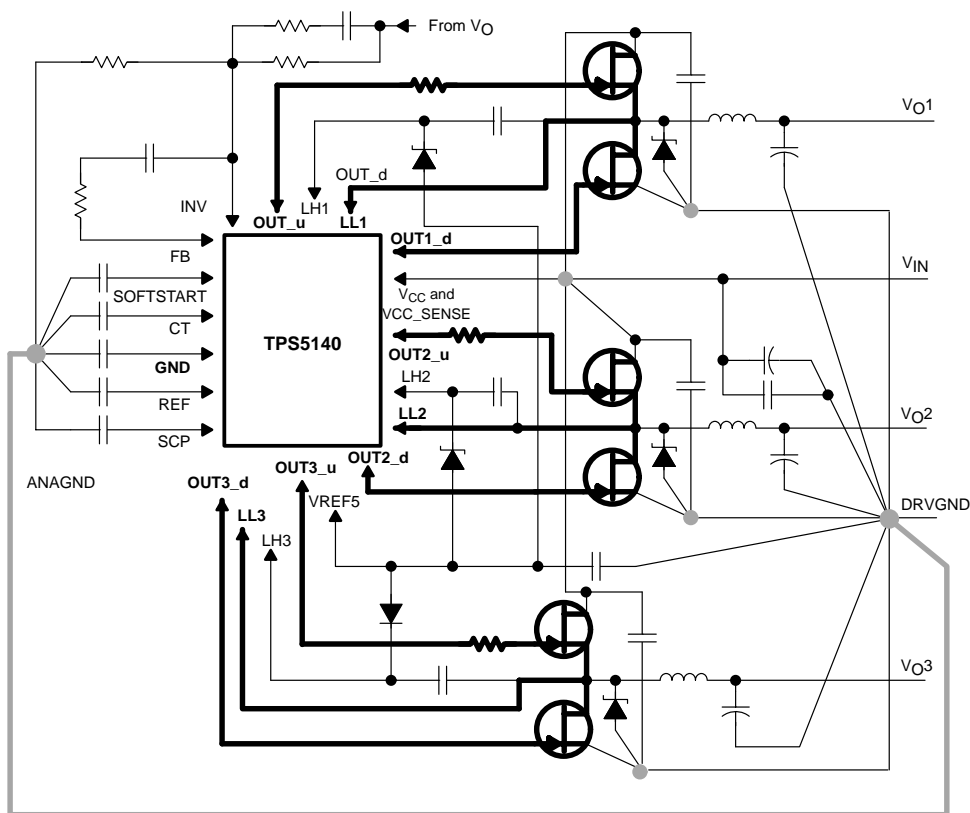 From VO
VO1
OUT_d
LH1
INV
OUT_u
LL1
OUT1_d
FB
VIN
SOFTSTART
VCC and
VCC_SENSE
CT
TPS5140
OUT2_u
GND
LH2
REF
LL2
VO2
SCP
OUT2_d
OUT3_u
ANAGND
OUT3_d
VREF5
DRVGND
LL3
LH3
VO3